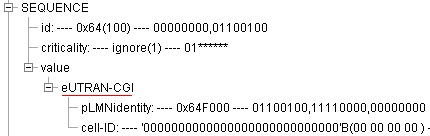 SEQUENCE
id: ---- 0x64(100) ---- 00000000,01100100
criticality: ---- ignore(1) ---- 01******
value
eUTRAN-CGI
pLMNidentity: ---- 0x64F000 ---- 01100100,11110000,00000000
cell-ID: ---- '0000000000000000000000000000'B(00 00 00 00 ) -